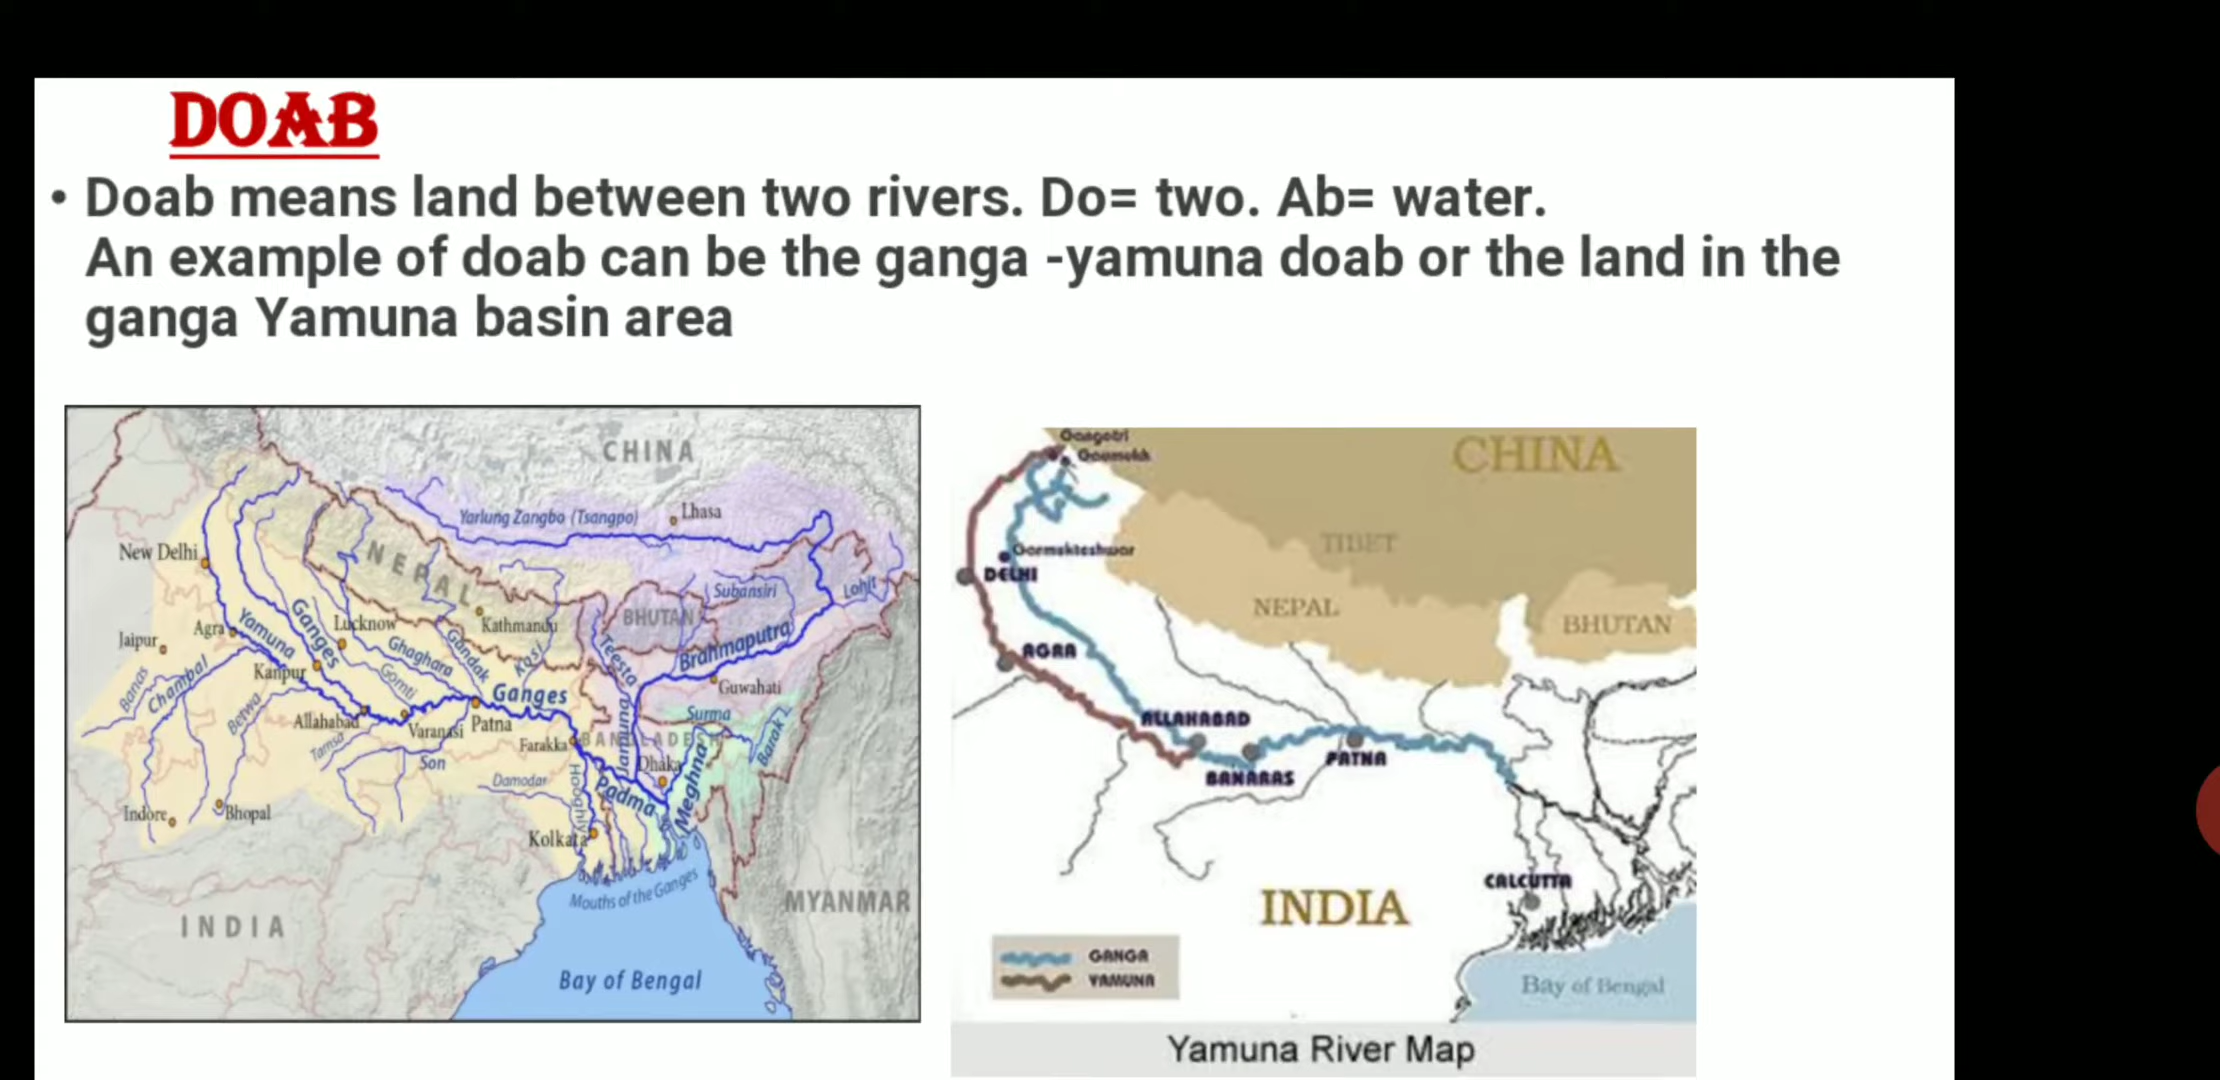 DOAB
• Doab means land between two rivers. Do= two. Ab= water.
An example of doab can be the ganga -yamuna doab or the land in the
ganga Yamuna basin area
CHINA
Yarlung Zangbo (Tsangpo)
Lhasa
New Delhi
NEPAL
Subansiri
Lohit
BHUTAN
Jaipur
Agra
Yamuna
Ganges
Lucknow
Kathmandu
Ghaghara
Gandak
Kosi
Teesta
Brahmaputra
Banas
Chambal
Kanpur
Gomti
Ganges
Guwahati
Betwa
Allahabad
Varanasi
Patna
Jamuna
Surma
Barak
Tamsa
Son
Farakka
BANGLADESH
Dhaka
Damodar
Hooghly
Padma
Meghna
Indore
Bhopal
Kolkata
Mouths of the Ganges
MYANMAR
INDIA
Bay of Bengal
Gangotri
Gaumukh
CHINA
TIBET
Garmukteshwar
DELHI
NEPAL
BHUTAN
AGRA
ALLAHABAD
BANARAS
PATNA
CALCUTTA
INDIA
GANGA
YAMUNA
Bay of Bengal
Yamuna River Map